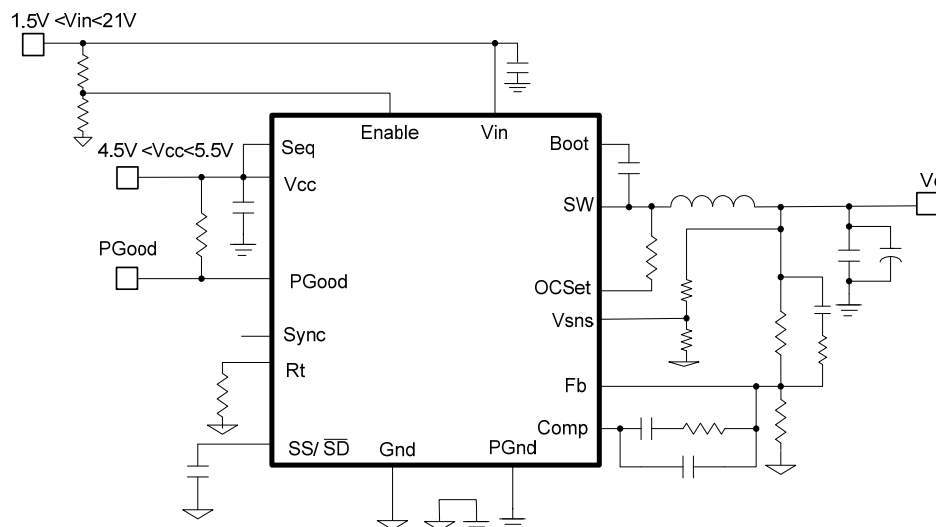 1.5V <Vin<21V
Enable
Vin
4.5V <Vcc<5.5V
Seq
Boot
Vcc
SW
PGood
PGood
OCSet
Vsns
Sync
Rt
Fb
Comp
SS/ SD
Gnd
PGnd